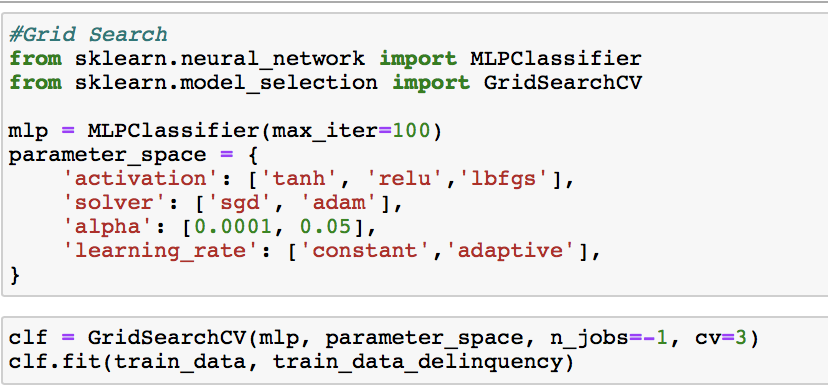 #Grid Search
from sklearn.neural_network import MLPClassifier
from sklearn.model_selection import GridSearchCV
mlp = MLPClassifier(max_iter=100)
parameter_space = {
    'activation': ['tanh', 'relu','lbfgs'],
    'solver': ['sgd', 'adam'],
    'alpha': [0.0001, 0.05],
    'learning_rate': ['constant','adaptive'],
}
clf = GridSearchCV(mlp, parameter_space, n_jobs=-1, cv=3)
clf.fit(train_data, train_data_delinquency)